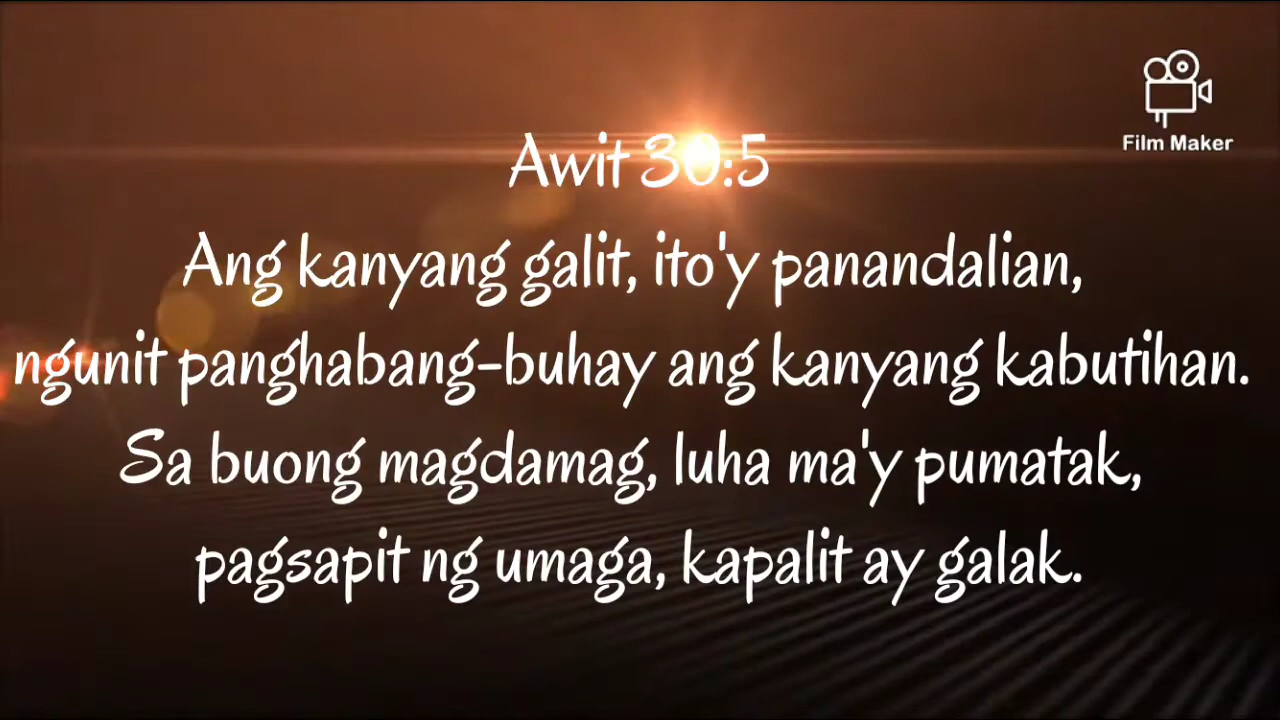 Film Maker
Awit 30:5
Ang kanyang galit, ito'y panandalian,
ngunit panghabang-buhay ang kanyang kabutihan.
Sa buong magdamag, luha ma'y pumatak,
pagsapit ng umaga, kapalit ay galak.